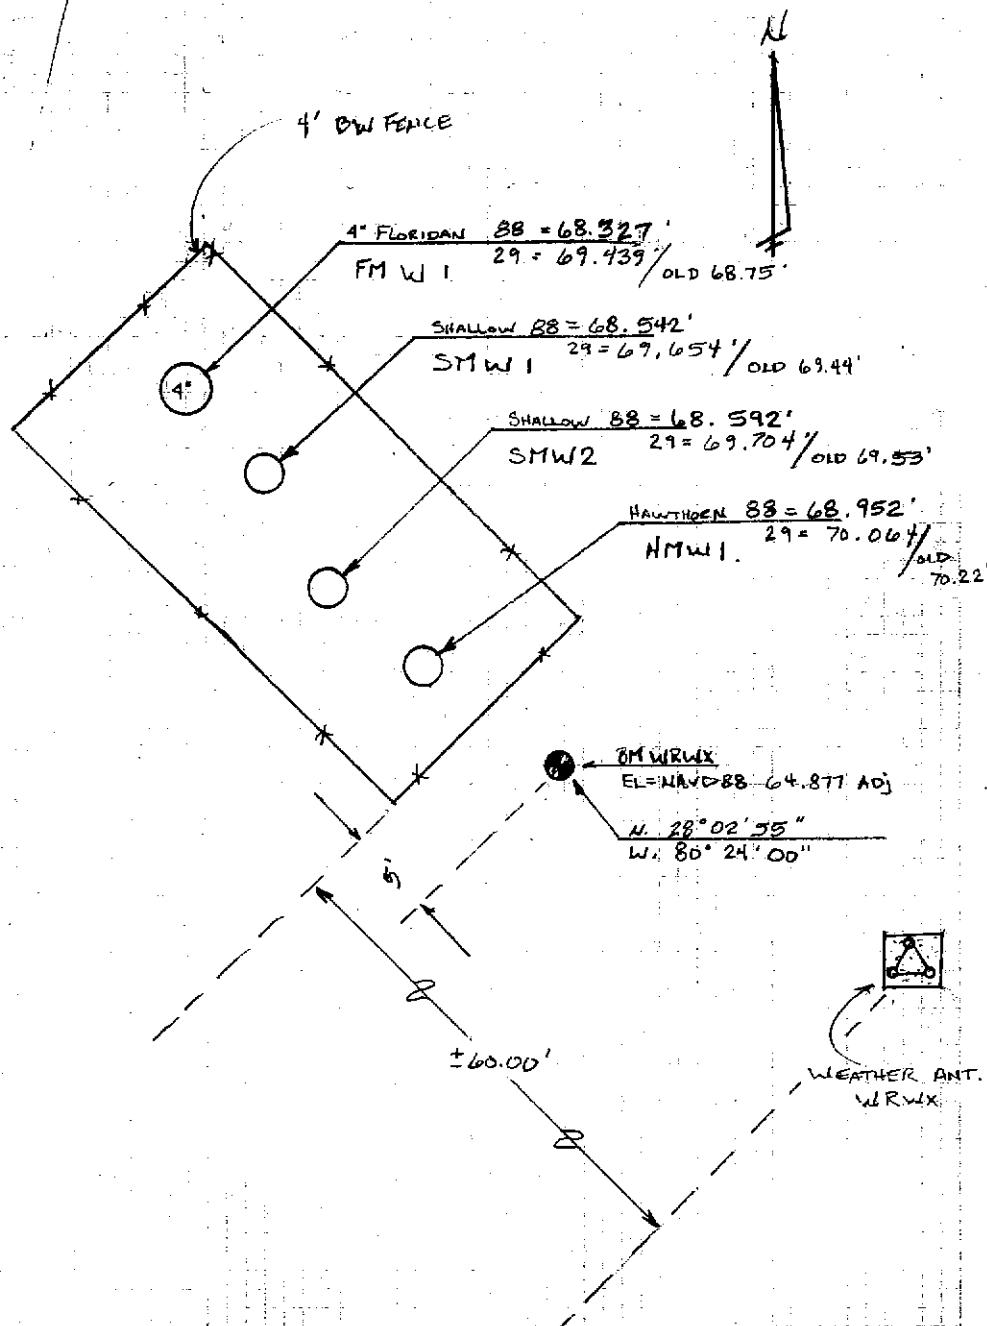 N
4' BW FENCE
4" FLORIDAN 88 = 68.327'
FMW1 29 = 69.439' / OLD 68.75'
SHALLOW 88 = 68.542'
SMW1 29 = 69.654' / OLD 69.44'
SHALLOW 88 = 68.592'
SMW2 29 = 69.704' / OLD 69.53'
HAWTHORN 88 = 68.952'
HMW1. 29 = 70.064' / OLD
70.22'
4"
BM WRWX
EL=NAVD88 64.877 ADj
N. 28°02'55"
W. 80°24'00"
5'
±60.00'
WEATHER ANT.
WRWX